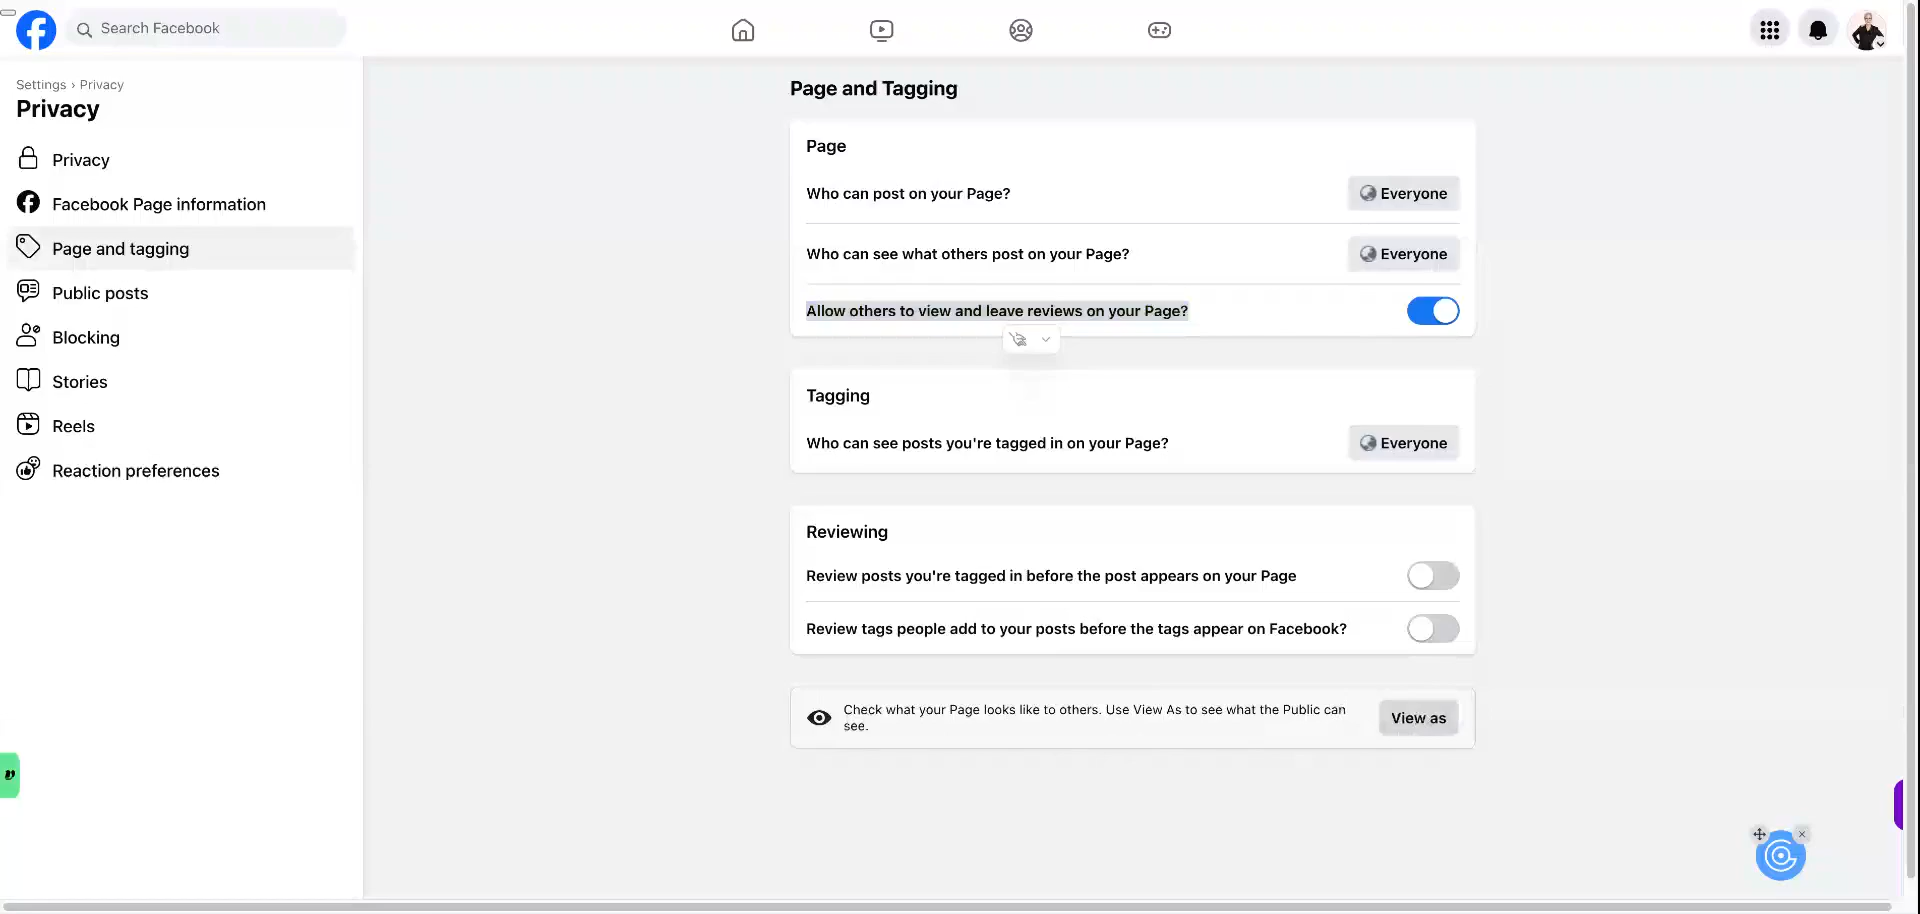 Search Facebook
Settings › Privacy
Privacy
Privacy
Facebook Page information
Page and tagging
Public posts
Blocking
Stories
Reels
Reaction preferences
Page and Tagging
Page
Who can post on your Page?
Everyone
Who can see what others post on your Page?
Everyone
Allow others to view and leave reviews on your Page?
Tagging
Who can see posts you're tagged in on your Page?
Everyone
Reviewing
Review posts you're tagged in before the post appears on your Page
Review tags people add to your posts before the tags appear on Facebook?
Check what your Page looks like to others. Use View As to see what the Public can
see.
View as